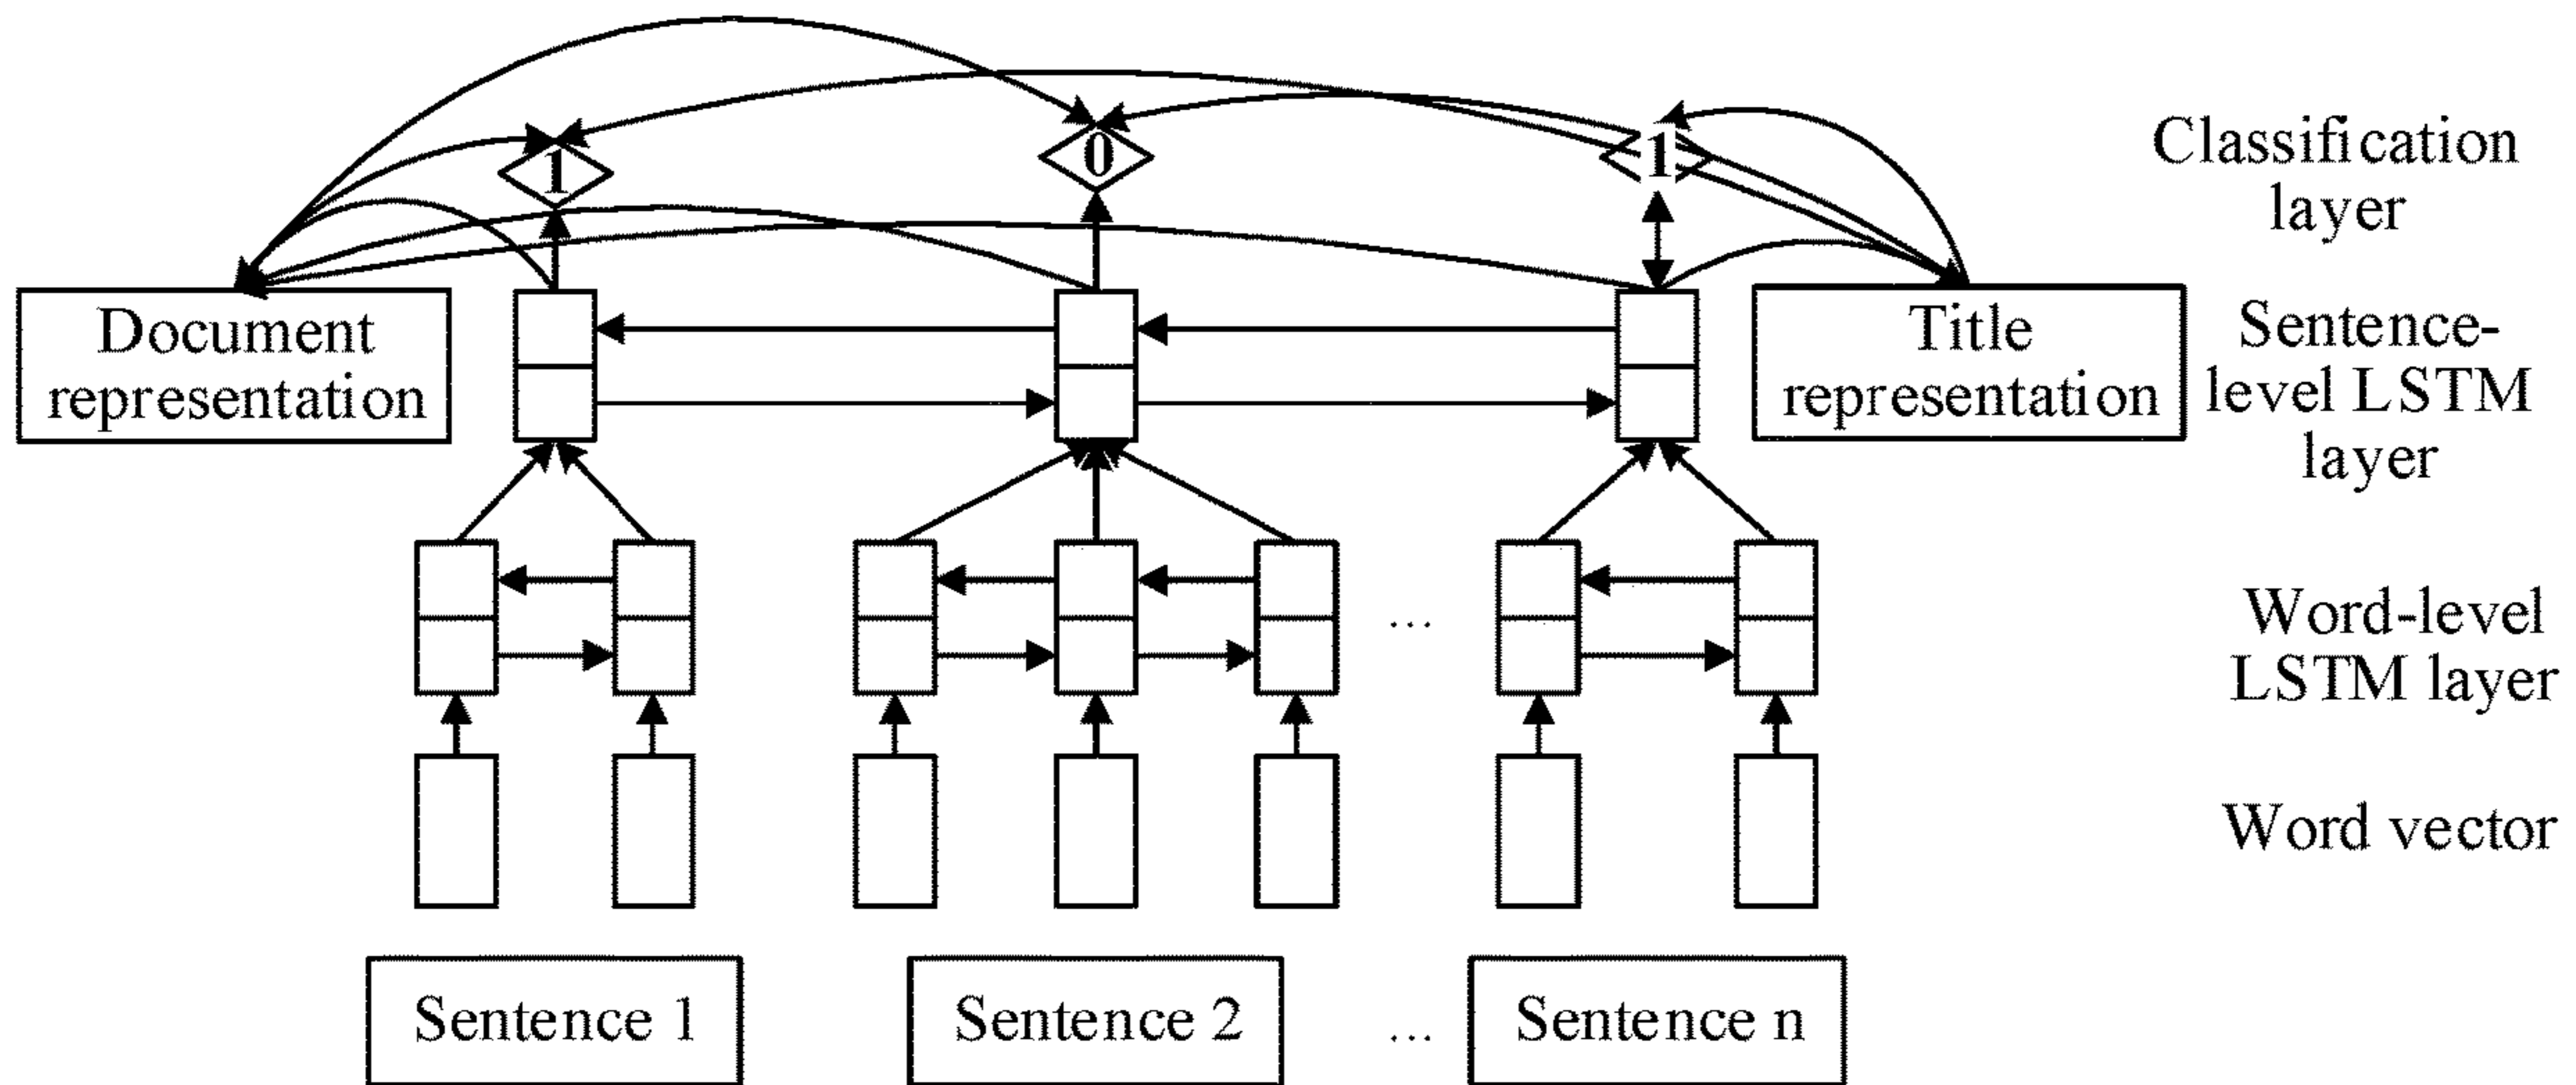 1
0
1
Classification
layer
Document
representation
Title
representation
Sentence-
level LSTM
layer
...
Word-level
LSTM layer
Word vector
Sentence 1
Sentence 2
...
Sentence n